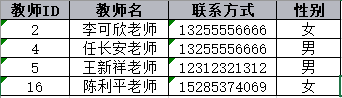 教师ID 教师名 联系方式 性别
2 李可欣老师 13255556666 女
4 任长安老师 13255556666 男
5 王新祥老师 12312321312 男
16 陈利平老师 15285374069 女